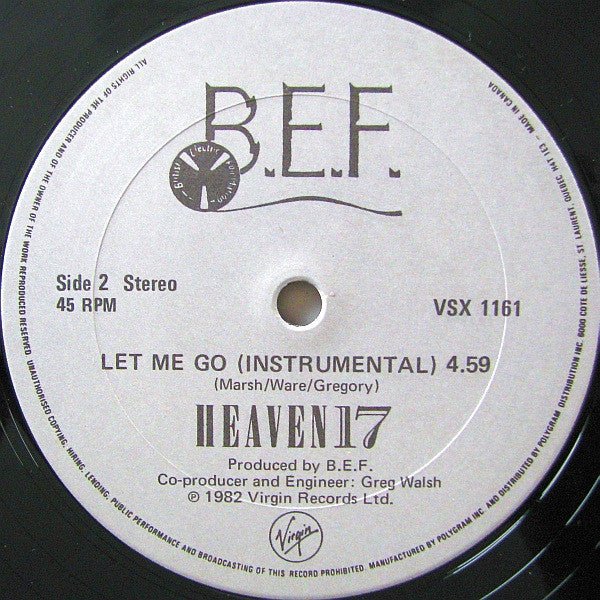 B.E.F.
British Electric Foundation
Side 2 Stereo
45 RPM
VSX 1161
LET ME GO (INSTRUMENTAL) 4.59
(Marsh/Ware/Gregory)
HEAVEN 17
Produced by B.E.F.
Co-producer and Engineer: Greg Walsh
℗ 1982 Virgin Records Ltd.
Virgin
ALL RIGHTS OF THE PRODUCER AND OF THE OWNER OF THE WORK REPRODUCED RESERVED. UNAUTHORISED COPYING, HIRING, LENDING, PUBLIC PERFORMANCE AND BROADCASTING OF THIS RECORD PROHIBITED. MANUFACTURED BY POLYGRAM INC. AND DISTRIBUTED BY POLYGRAM DISTRIBUTION INC. 6000 COTE DE LIESSE, ST LAURENT, QUEBEC H4T 1E3 – MADE IN CANADA